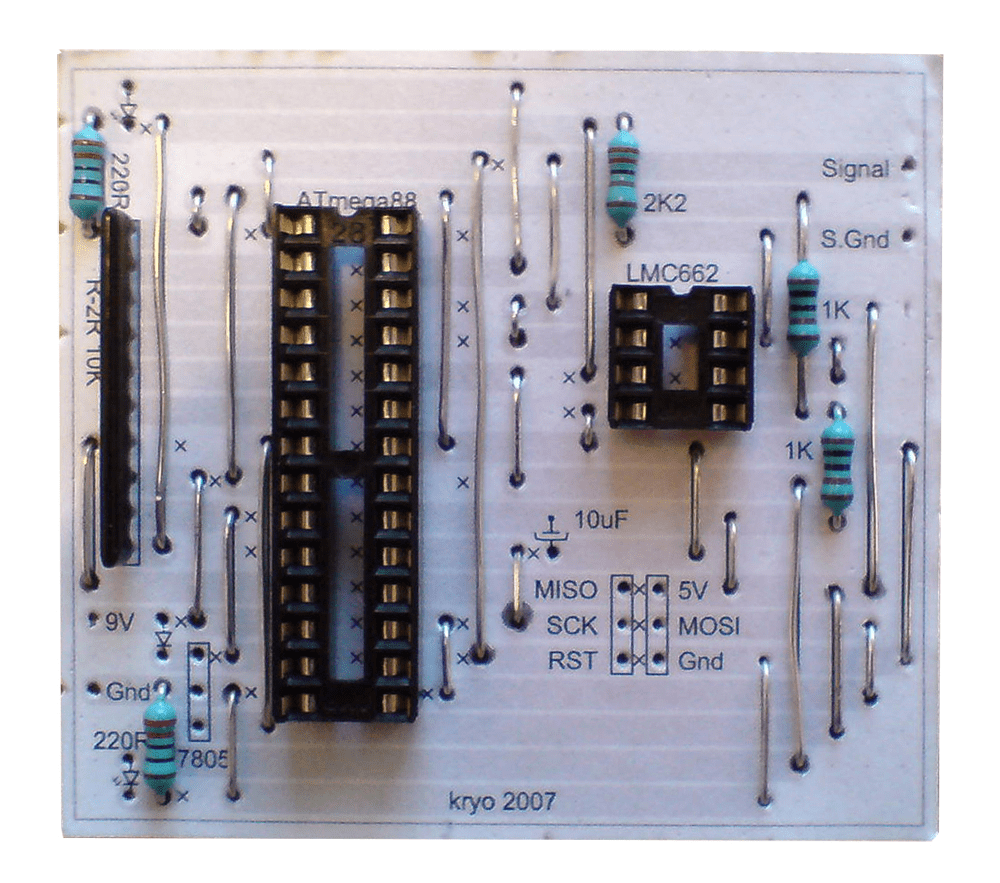 220R
R-2R 10K
ATmega88
28
2K2
Signal
S.Gnd
LMC662
1K
1K
10uF
MISO
5V
SCK
MOSI
RST
Gnd
9V
Gnd
220R
7805
kryo 2007